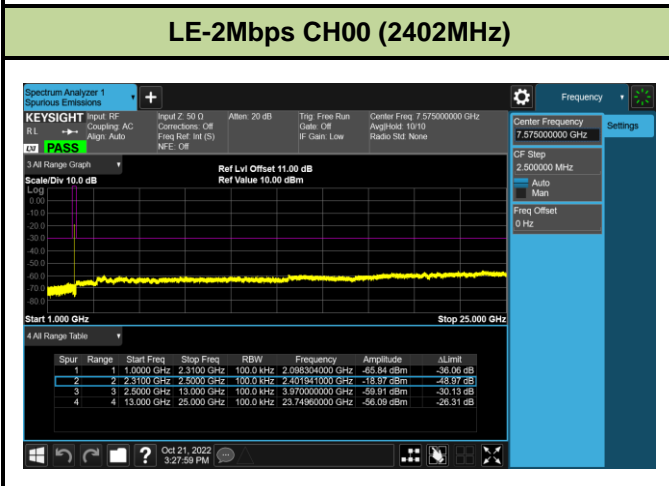 LE-2Mbps CH00 (2402MHz)
Spectrum Analyzer 1
Spurious Emissions
+
Frequency
KEYSIGHT
RL
LXI
PASS
Input: RF
Coupling: AC
Align: Auto
Input Z: 50 Ω
Corrections: Off
Freq Ref: Int (S)
NFE: Off
Atten: 20 dB
Trig: Free Run
Gate: Off
IF Gain: Low
Center Freq: 7.575000000 GHz
Avg|Hold: 10/10
Radio Std: None
Center Frequency
7.575000000 GHz
Settings
CF Step
2.500000 MHz
Auto
Man
Freq Offset
0 Hz
3 All Range Graph
Scale/Div 10.0 dB
Ref Lvl Offset 11.00 dB
Ref Value 10.00 dBm
Log
0.00
-10.0
-20.0
-30.0
-40.0
-50.0
-60.0
-70.0
-80.0
Start 1.000 GHz
Stop 25.000 GHz
4 All Range Table
Spur Range Start Freq Stop Freq RBW Frequency Amplitude ΔLimit
1 1 1.0000 GHz 2.3100 GHz 100.0 kHz 2.098304000 GHz -65.84 dBm -36.06 dB
2 2 2.3100 GHz 2.5000 GHz 100.0 kHz 2.401941000 GHz -18.97 dBm -48.97 dB
3 3 2.5000 GHz 13.000 GHz 100.0 kHz 3.970000000 GHz -59.91 dBm -30.13 dB
4 4 13.000 GHz 25.000 GHz 100.0 kHz 23.74960000 GHz -56.09 dBm -26.31 dB
?
Oct 21, 2022
3:27:59 PM